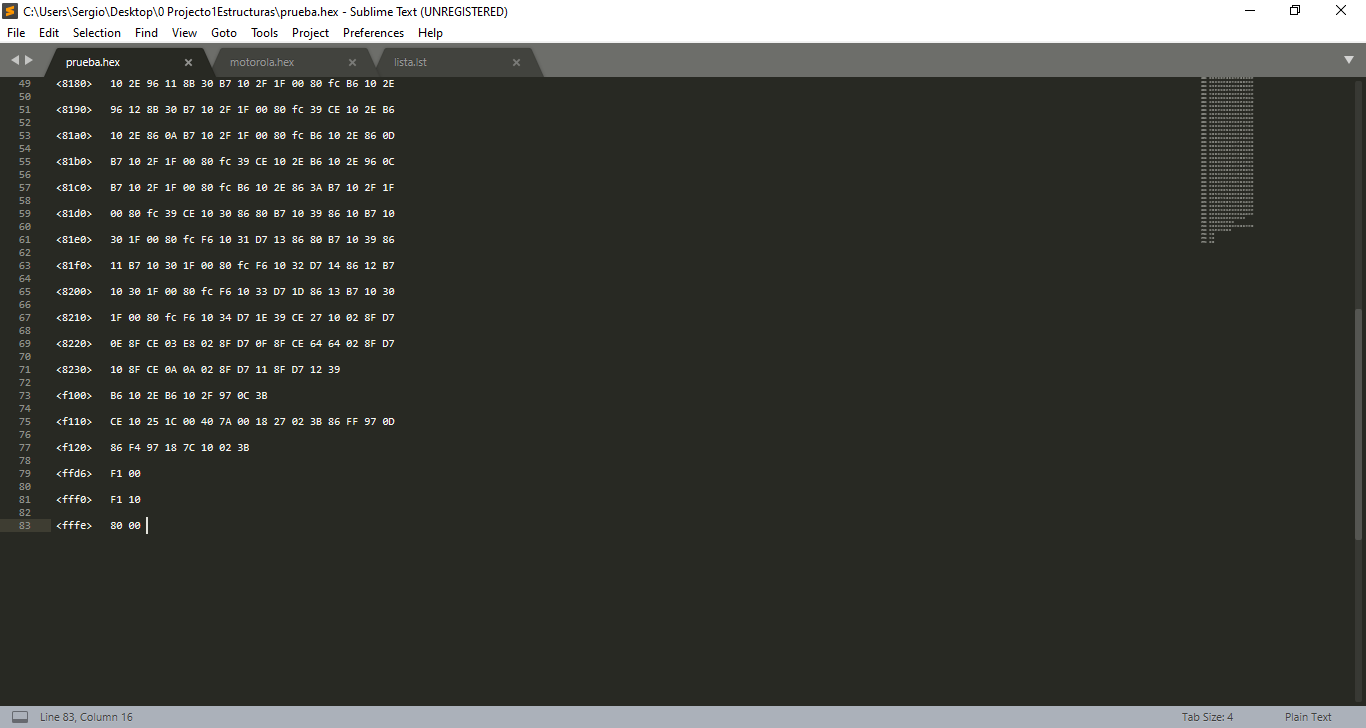 C:\Users\Sergio\Desktop\0 Projecto1Estructuras\prueba.hex - Sublime Text (UNREGISTERED)
File Edit Selection Find View Goto Tools Project Preferences Help
prueba.hex motorola.hex lista.lst
49 <8180> 10 2E 96 11 8B 30 B7 10 2F 1F 00 80 fc B6 10 2E
50
51 <8190> 96 12 8B 30 B7 10 2F 1F 00 80 fc 39 CE 10 2E B6
52
53 <81a0> 10 2E 86 0A B7 10 2F 1F 00 80 fc B6 10 2E 86 0D
54
55 <81b0> B7 10 2F 1F 00 80 fc 39 CE 10 2E B6 10 2E 96 0C
56
57 <81c0> B7 10 2F 1F 00 80 fc B6 10 2E 86 3A B7 10 2F 1F
58
59 <81d0> 00 80 fc 39 CE 10 30 86 80 B7 10 39 86 10 B7 10
60
61 <81e0> 30 1F 00 80 fc F6 10 31 D7 13 86 80 B7 10 39 86
62
63 <81f0> 11 B7 10 30 1F 00 80 fc F6 10 32 D7 14 86 12 B7
64
65 <8200> 10 30 1F 00 80 fc F6 10 33 D7 1D 86 13 B7 10 30
66
67 <8210> 1F 00 80 fc F6 10 34 D7 1E 39 CE 27 10 02 8F D7
68
69 <8220> 0E 8F CE 03 E8 02 8F D7 0F 8F CE 64 64 02 8F D7
70
71 <8230> 10 8F CE 0A 0A 02 8F D7 11 8F D7 12 39
72
73 <f100> B6 10 2E B6 10 2F 97 0C 3B
74
75 <f110> CE 10 25 1C 00 40 7A 00 18 27 02 3B 86 FF 97 0D
76
77 <f120> 86 F4 97 18 7C 10 02 3B
78
79 <ffd6> F1 00
80
81 <fff0> F1 10
82
83 <fffe> 80 00
Line 83, Column 16 Tab Size: 4 Plain Text